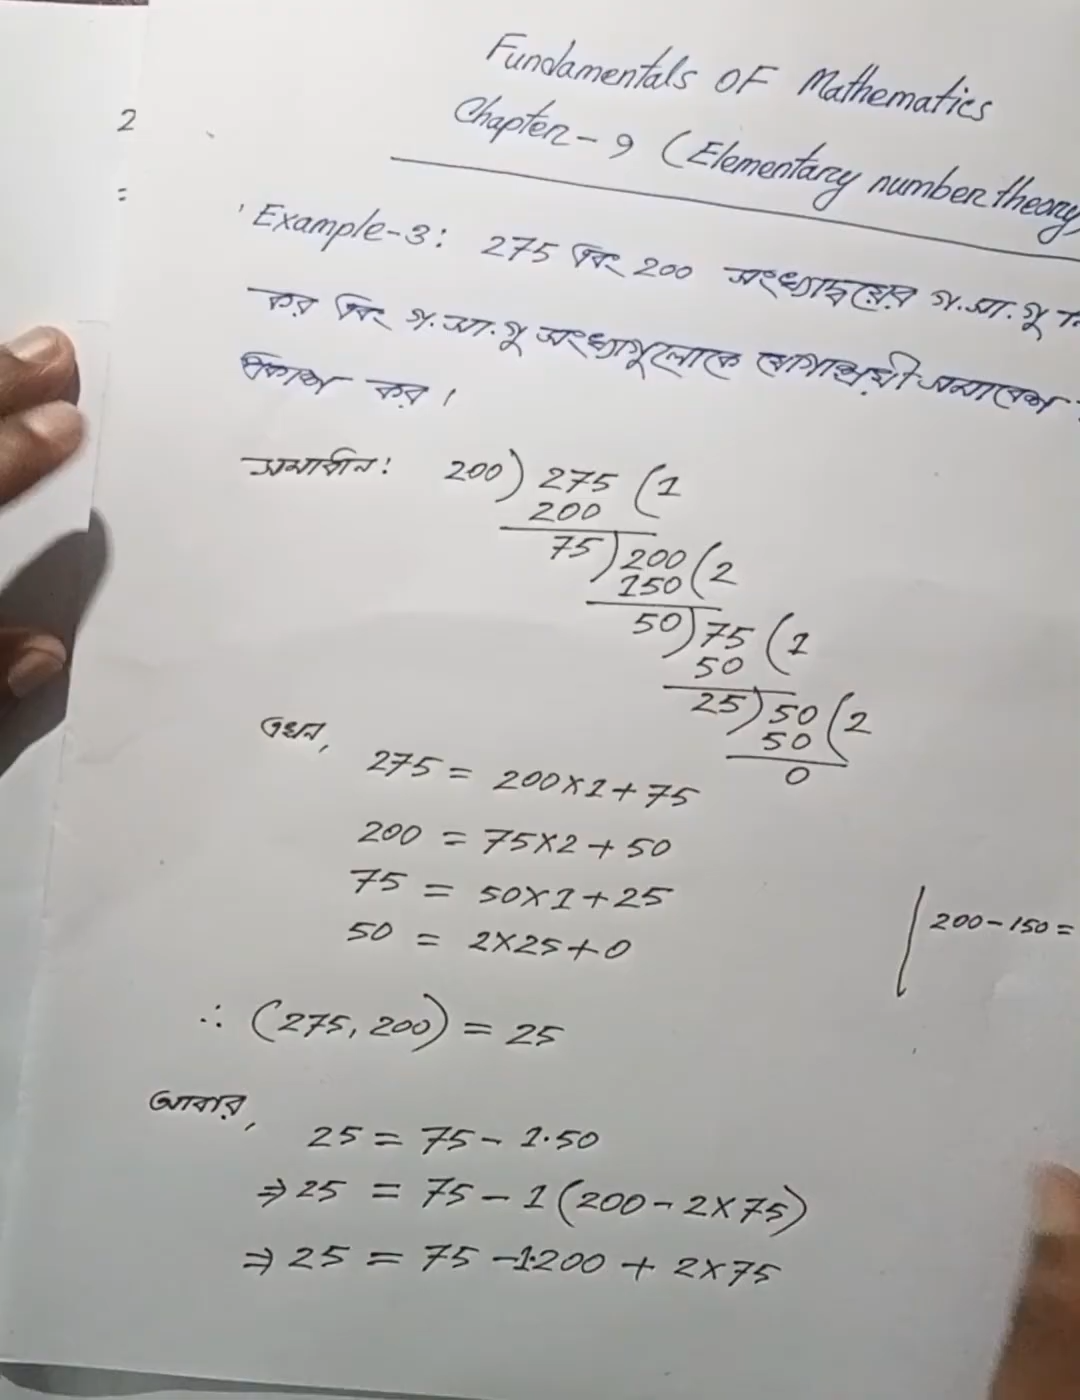 Fundamentals OF Mathematics
Chapter-9 (Elementary number theory)
Example-3: 275 এবং 200 সংখ্যাদ্বয়ের গ.সা.গু
কর এবং গ.সা.গু সংখ্যাগুলোকে যোগাশ্রয়ী সমাবেশ
প্রকাশ কর।
সমাধান: 200) 275 (1
200
75) 200 (2
150
50) 75 (1
50
25) 50 (2
50
0
এখন,
275 = 200×1+75
200 = 75×2+50
75 = 50×1+25
50 = 2×25+0
200-150=
∴ (275, 200) = 25
আবার,
25 = 75 - 1.50
⇒ 25 = 75 - 1(200 - 2×75)
⇒ 25 = 75 - 1.200 + 2×75
2
: